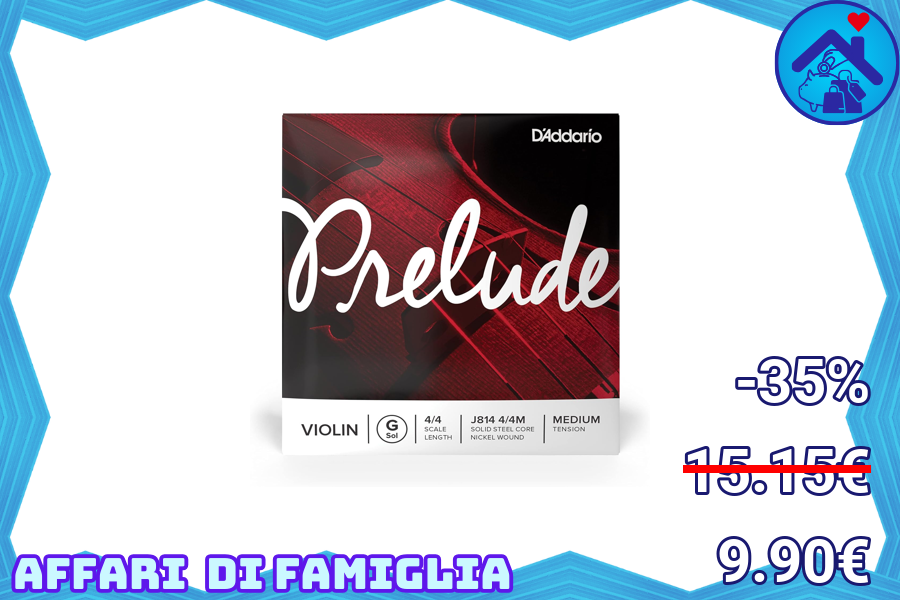 D'Addario
Prelude
VIOLIN
G
Sol
4/4
SCALE
LENGTH
J814 4/4M
SOLID STEEL CORE
NICKEL WOUND
MEDIUM
TENSION
-35%
15.15€
9.90€
AFFARI DI FAMIGLIA